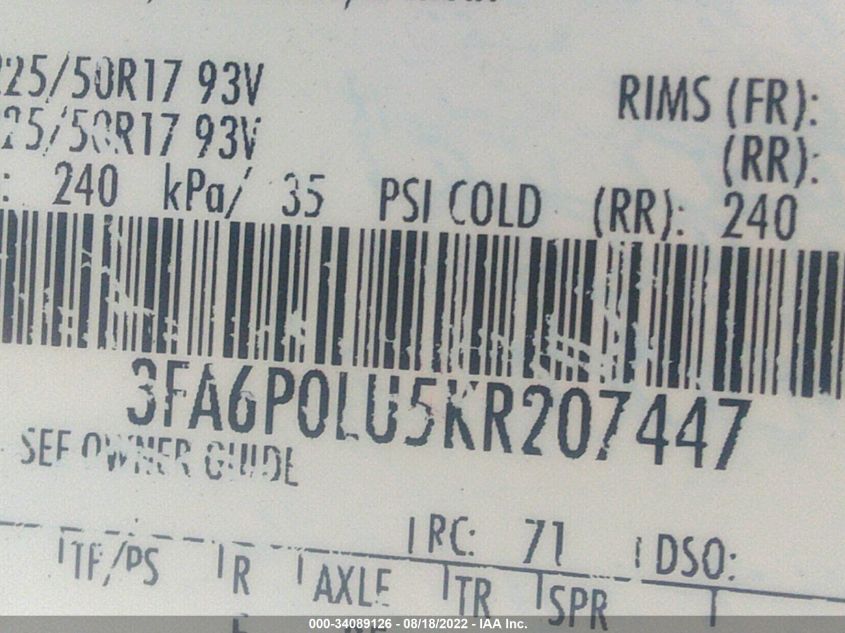 225/50R17 93V RIMS (FR):
225/50R17 93V (RR):
: 240 kPa/ 35 PSI COLD (RR): 240
3FA6P0LU5KR207447
SEE OWNER GUIDE
RC: 71 DSO:
TP/PS R AXLE TR SPR
000-34089126 - 08/18/2022 - IAA Inc.